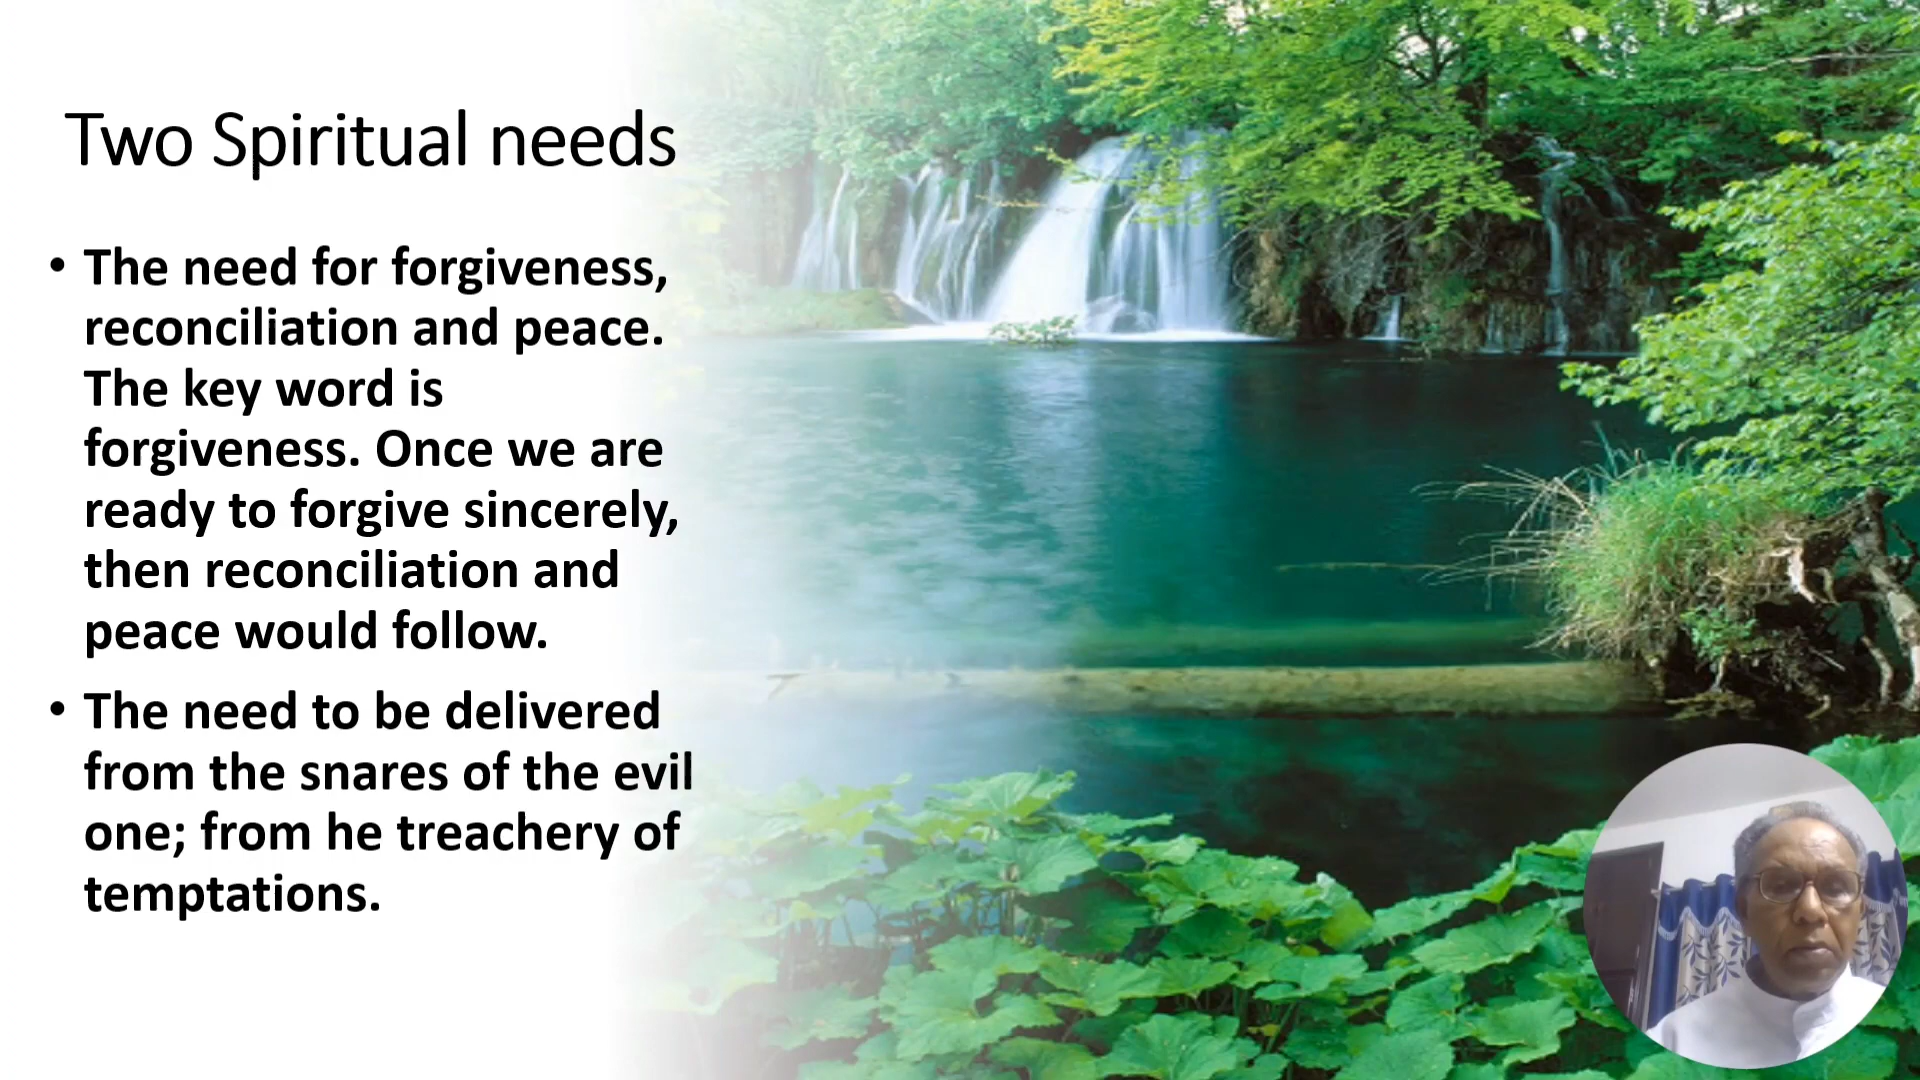 Two Spiritual needs
• The need for forgiveness,
reconciliation and peace.
The key word is
forgiveness. Once we are
ready to forgive sincerely,
then reconciliation and
peace would follow.
• The need to be delivered
from the snares of the evil
one; from he treachery of
temptations.